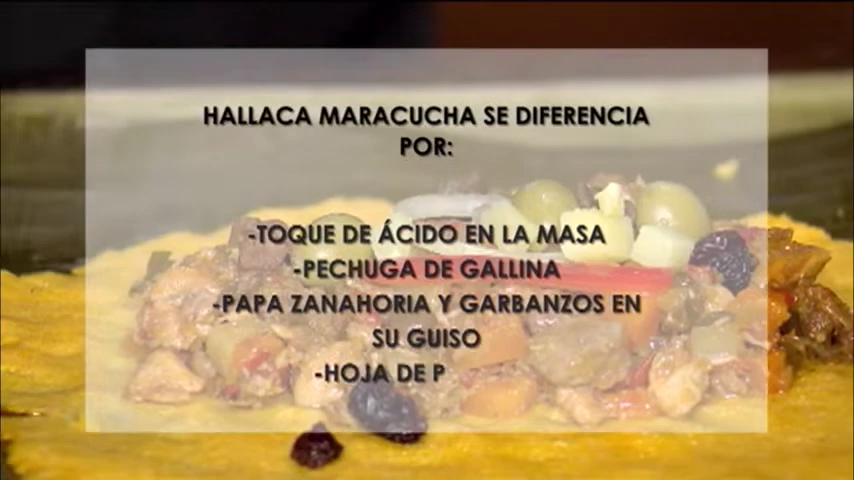 HALLACA MARACUCHA SE DIFERENCIA
POR:
-TOQUE DE ÁCIDO EN LA MASA
-PECHUGA DE GALLINA
-PAPA ZANAHORIA Y GARBANZOS EN
SU GUISO
-HOJA DE P